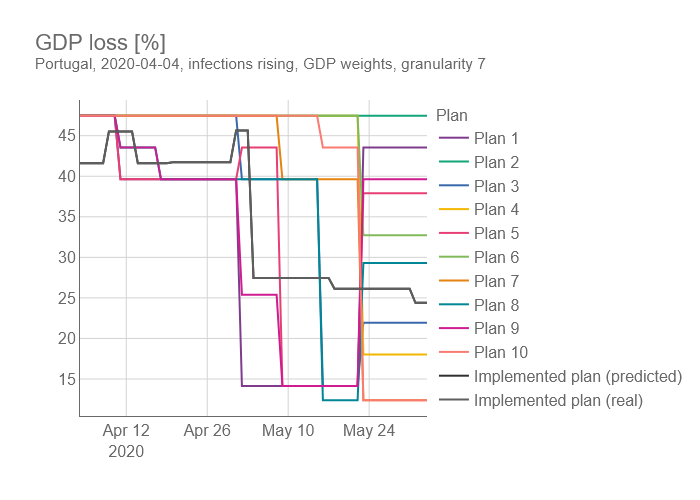 GDP loss [%]
Portugal, 2020-04-04, infections rising, GDP weights, granularity 7
45
40
35
30
25
20
15
Apr 12
2020
Apr 26
May 10
May 24
Plan
Plan 1
Plan 2
Plan 3
Plan 4
Plan 5
Plan 6
Plan 7
Plan 8
Plan 9
Plan 10
Implemented plan (predicted)
Implemented plan (real)